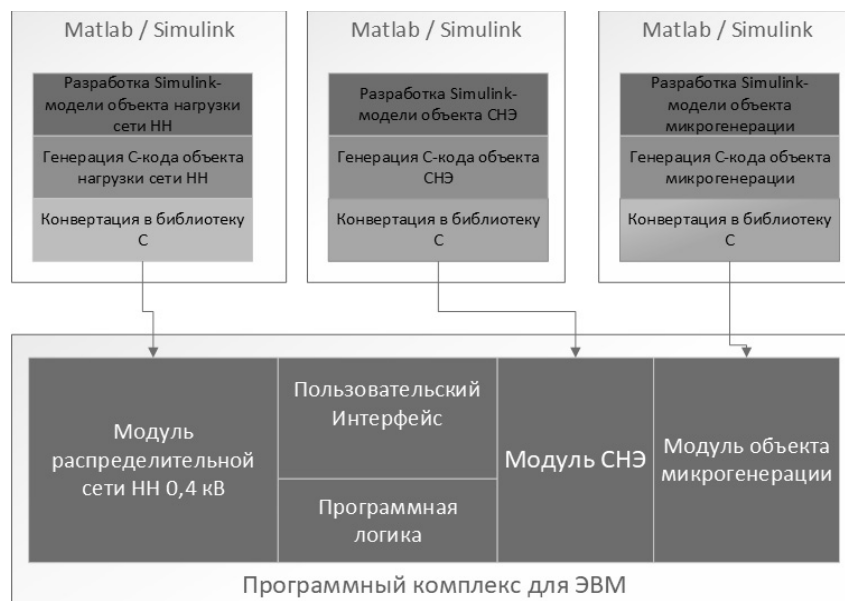 Matlab / Simulink
Разработка Simulink-
модели объекта нагрузки
сети НН
Генерация С-кода объекта
нагрузки сети НН
Конвертация в библиотеку
С
Matlab / Simulink
Разработка Simulink-
модели объекта СНЭ
Генерация С-кода объекта
СНЭ
Конвертация в библиотеку
С
Matlab / Simulink
Разработка Simulink-
модели объекта
микрогенерации
Генерация С-кода объекта
микрогенерации
Конвертация в библиотеку
С
Модуль
распределительной
сети НН 0,4 кВ
Пользовательский
Интерфейс
Программная
логика
Модуль СНЭ
Модуль объекта
микрогенерации
Программный комплекс для ЭВМ